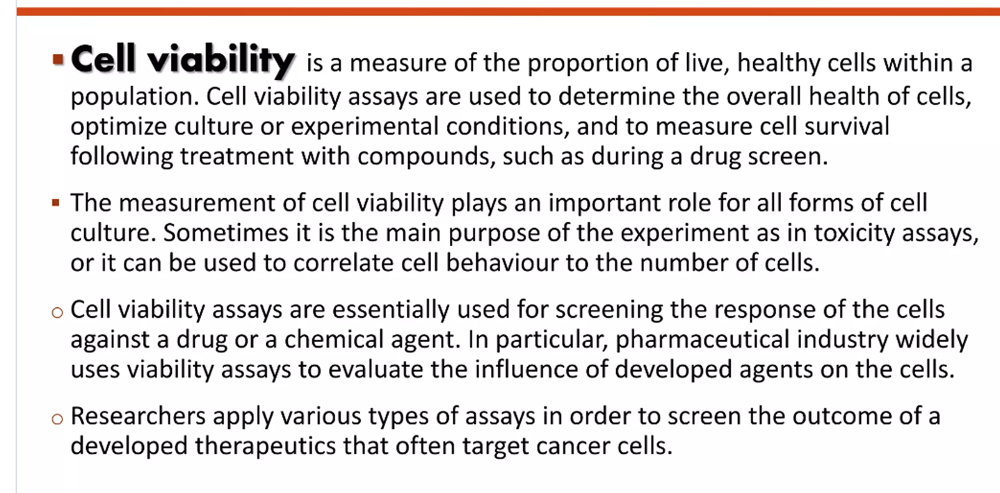 ▪ Cell viability is a measure of the proportion of live, healthy cells within a
population. Cell viability assays are used to determine the overall health of cells,
optimize culture or experimental conditions, and to measure cell survival
following treatment with compounds, such as during a drug screen.
▪ The measurement of cell viability plays an important role for all forms of cell
culture. Sometimes it is the main purpose of the experiment as in toxicity assays,
or it can be used to correlate cell behaviour to the number of cells.
○ Cell viability assays are essentially used for screening the response of the cells
against a drug or a chemical agent. In particular, pharmaceutical industry widely
uses viability assays to evaluate the influence of developed agents on the cells.
○ Researchers apply various types of assays in order to screen the outcome of a
developed therapeutics that often target cancer cells.